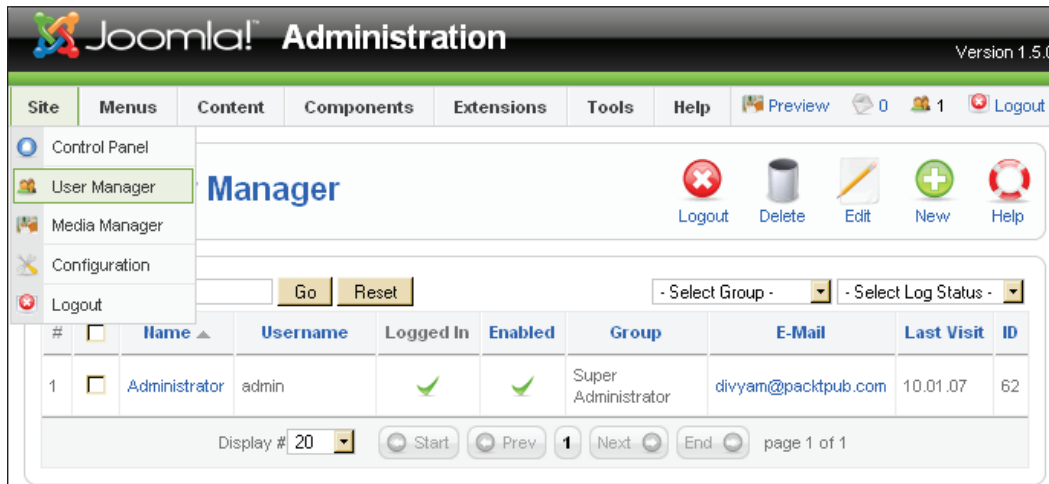 Joomla!™ Administration
Version 1.5.0
Site Menus Content Components Extensions Tools Help Preview 0 1 Logout
Control Panel
User Manager
Media Manager
Configuration
Logout
Manager
Logout Delete Edit New Help
Go Reset - Select Group - - Select Log Status -
# Name Username Logged In Enabled Group E-Mail Last Visit ID
1 Administrator admin Super Administrator divyam@packtpub.com 10.01.07 62
Display # 20 Start Prev 1 Next End page 1 of 1